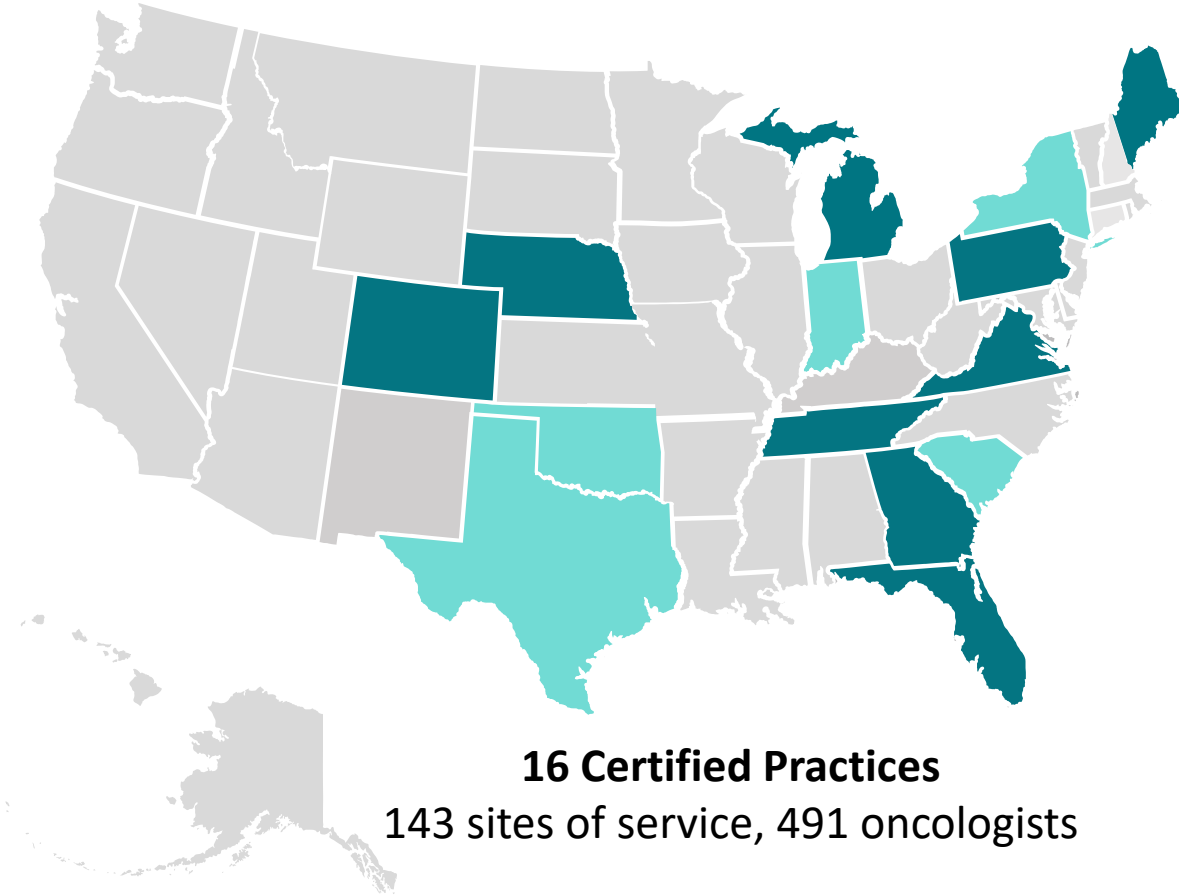 16 Certified Practices
143 sites of service, 491 oncologists